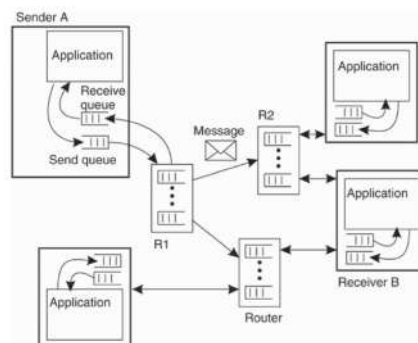 Sender A
Application
Application
Receive
queue
R2
Message
Send queue
Application
R1
Receiver B
Application
Router